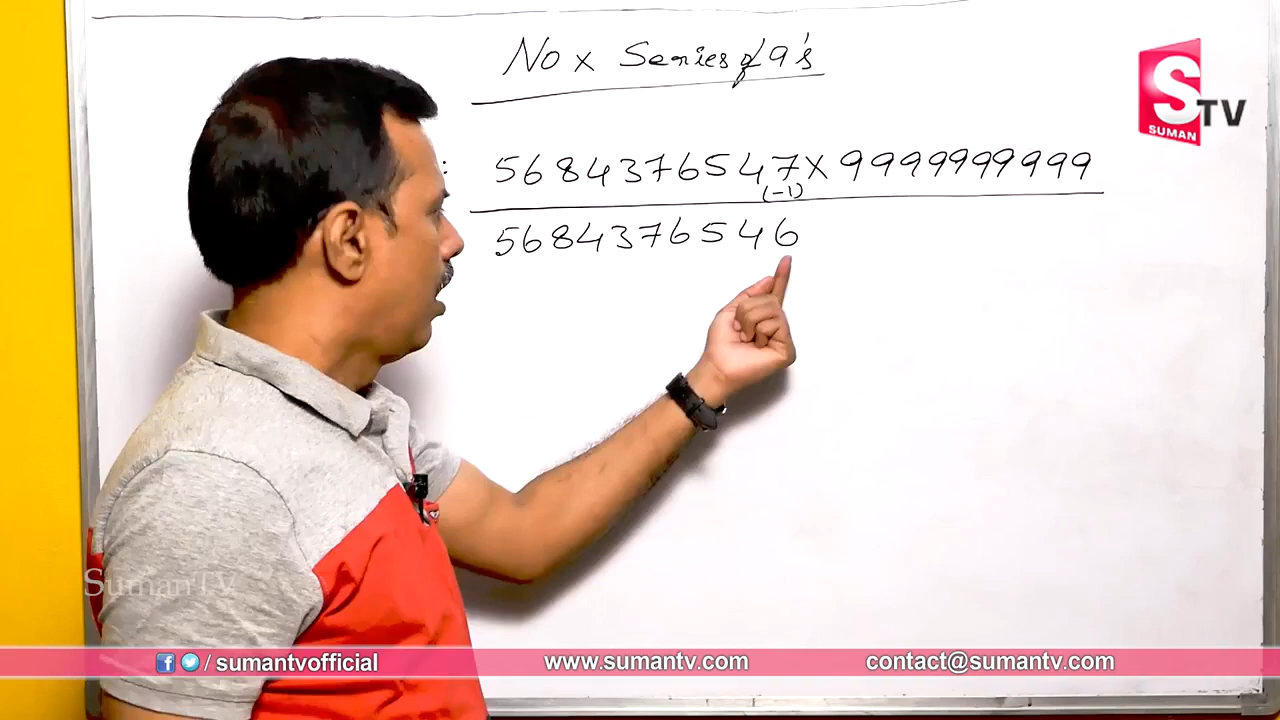 No x Series of 9's
: 5684376547 X 9999999999
(-1)
5684376546
S TV
SUMAN
SumanTV
/ sumantvofficial
www.sumantv.com
contact@sumantv.com